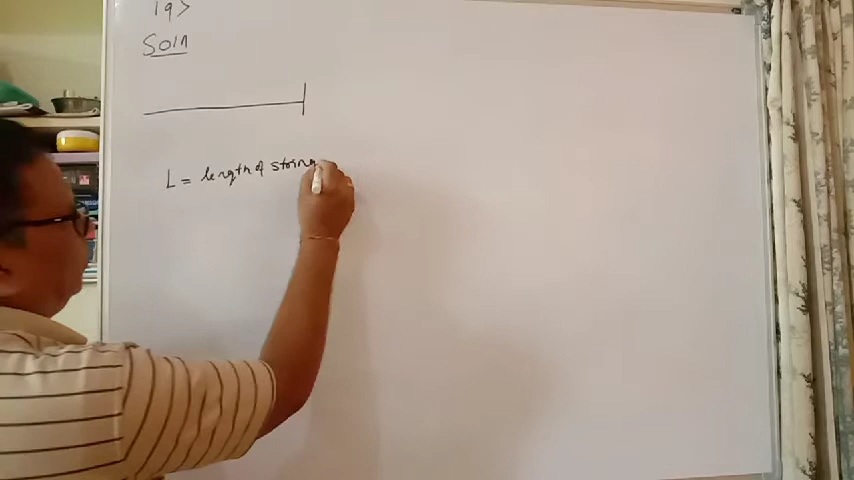 19>
Soln
L = length of string